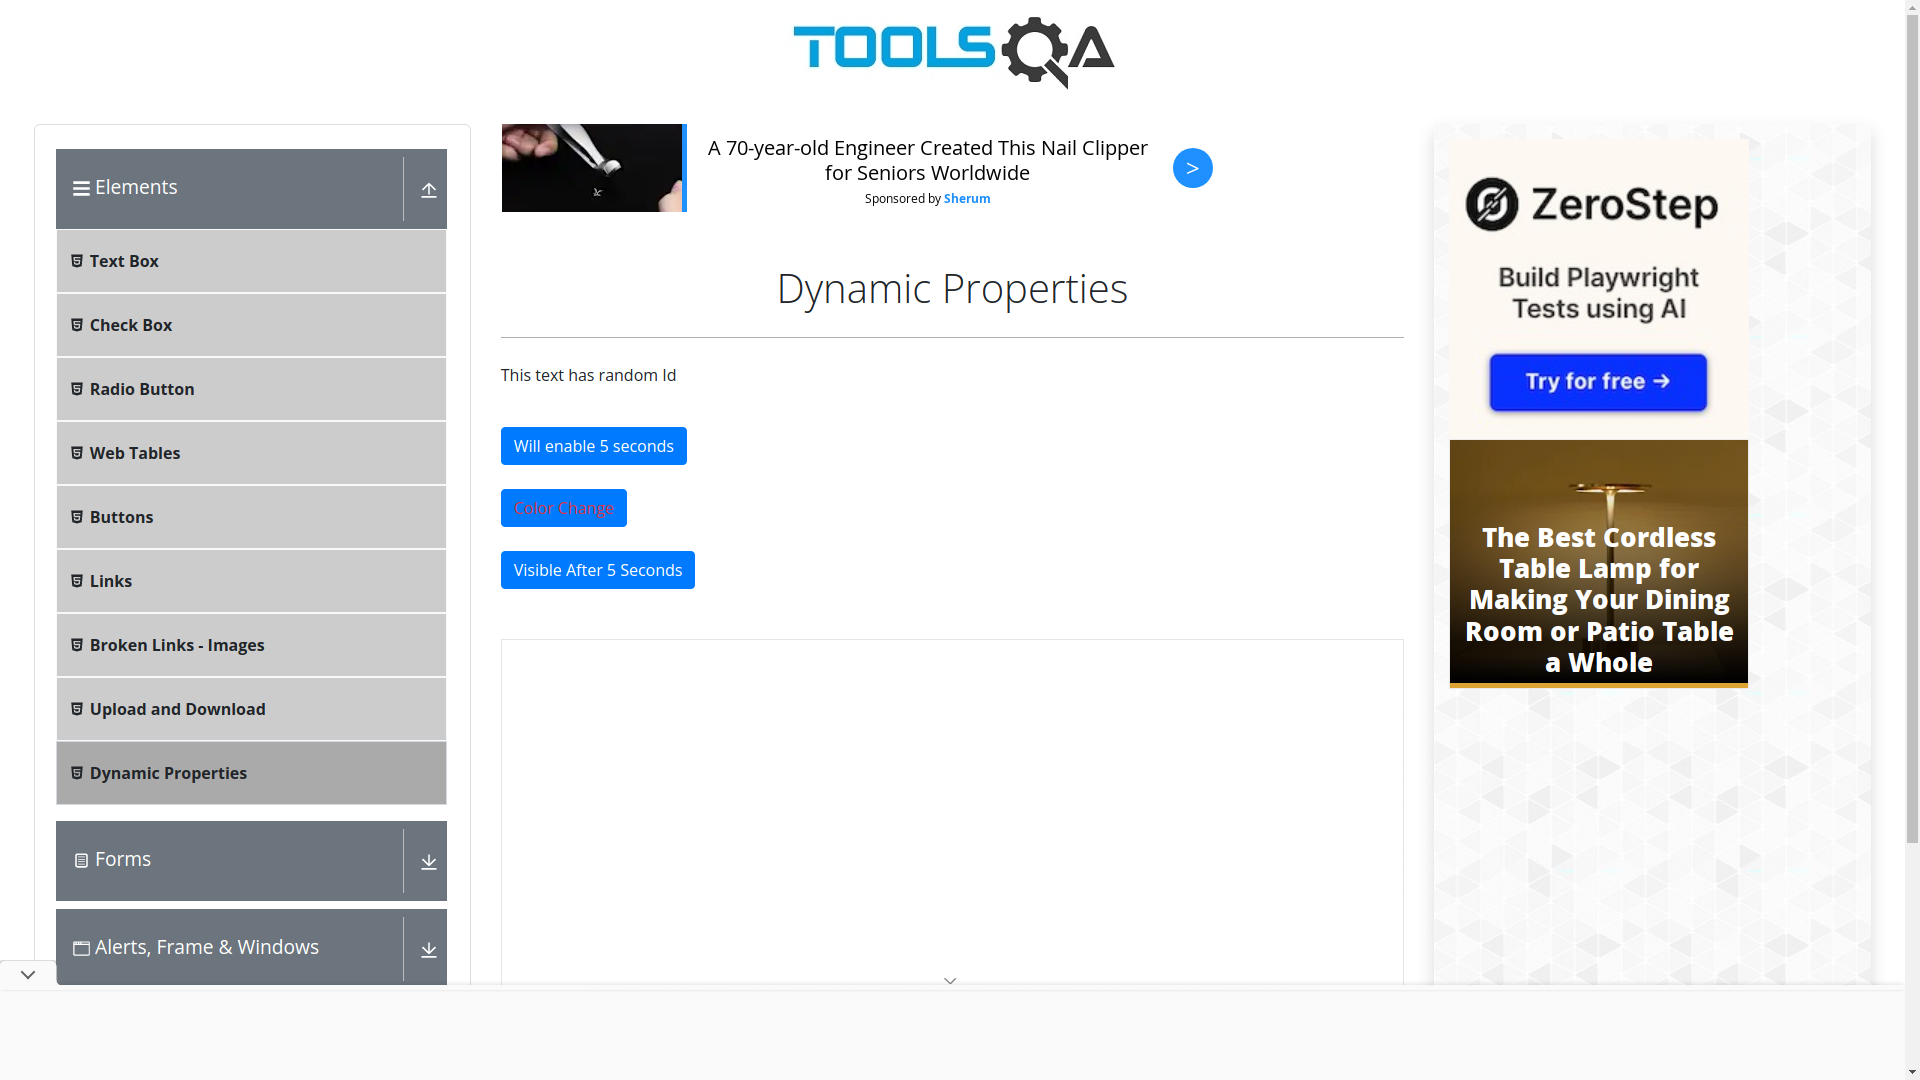 TOOLSQA
Elements
Text Box
Check Box
Radio Button
Web Tables
Buttons
Links
Broken Links - Images
Upload and Download
Dynamic Properties
Forms
Alerts, Frame & Windows
A 70-year-old Engineer Created This Nail Clipper
for Seniors Worldwide
Sponsored by Sherum
>
Dynamic Properties
This text has random Id
Will enable 5 seconds
Color Change
Visible After 5 Seconds
ZeroStep
Build Playwright
Tests using AI
Try for free →
The Best Cordless
Table Lamp for
Making Your Dining
Room or Patio Table
a Whole